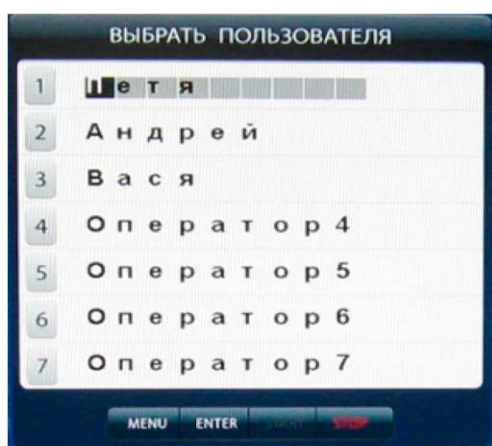 ВЫБРАТЬ ПОЛЬЗОВАТЕЛЯ
1 Петя
2 Андрей
3 Вася
4 Оператор4
5 Оператор5
6 Оператор6
7 Оператор7
MENU ENTER START STOP